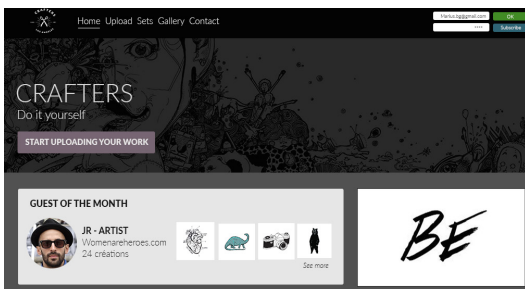 CRAFTERS
Home Upload Sets Gallery Contact
Marius.bg@gmail.com
OK
****
Subscribe
CRAFTERS
Do it yourself
START UPLOADING YOUR WORK
GUEST OF THE MONTH
JR - ARTIST
Womenareheroes.com
24 créations
See more
BE